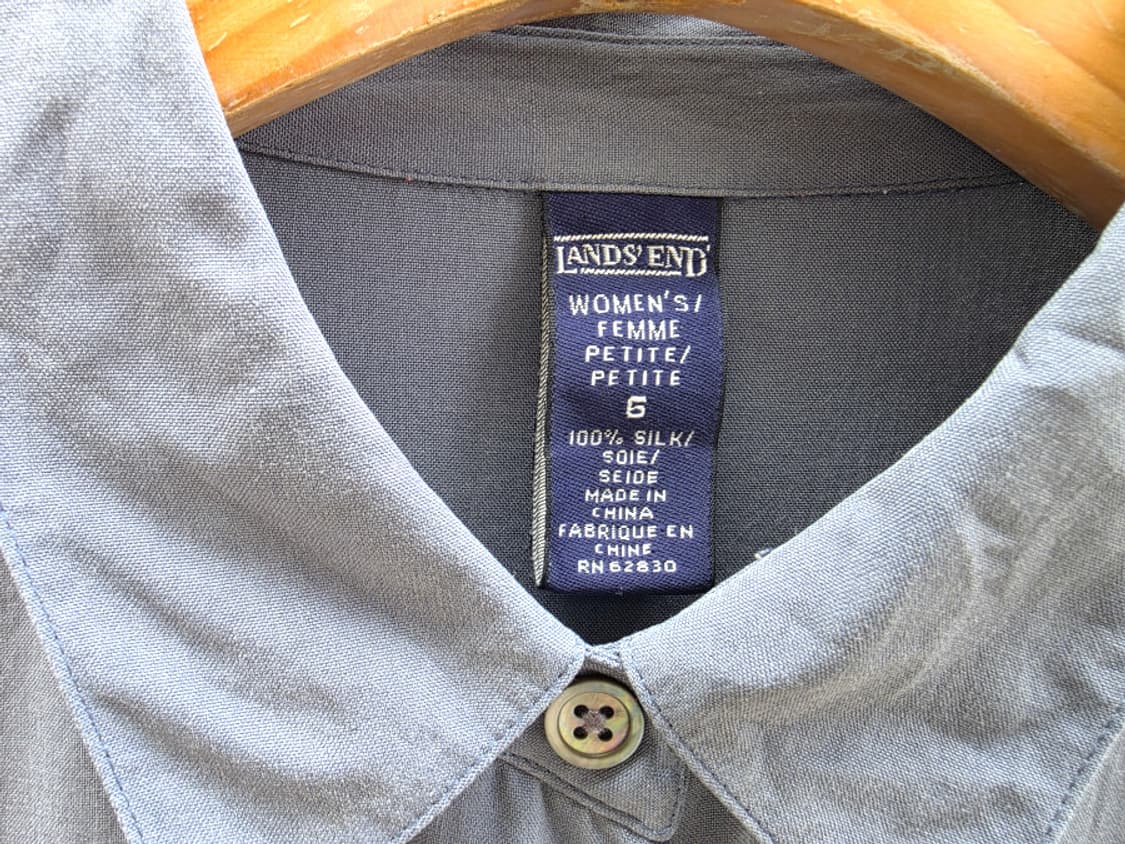 LANDS' END
WOMEN'S/
FEMME
PETITE/
PETITE
6
100% SILK/
SOIE/
SEIDE
MADE IN
CHINA
FABRIQUE EN
CHINE
RN 62830